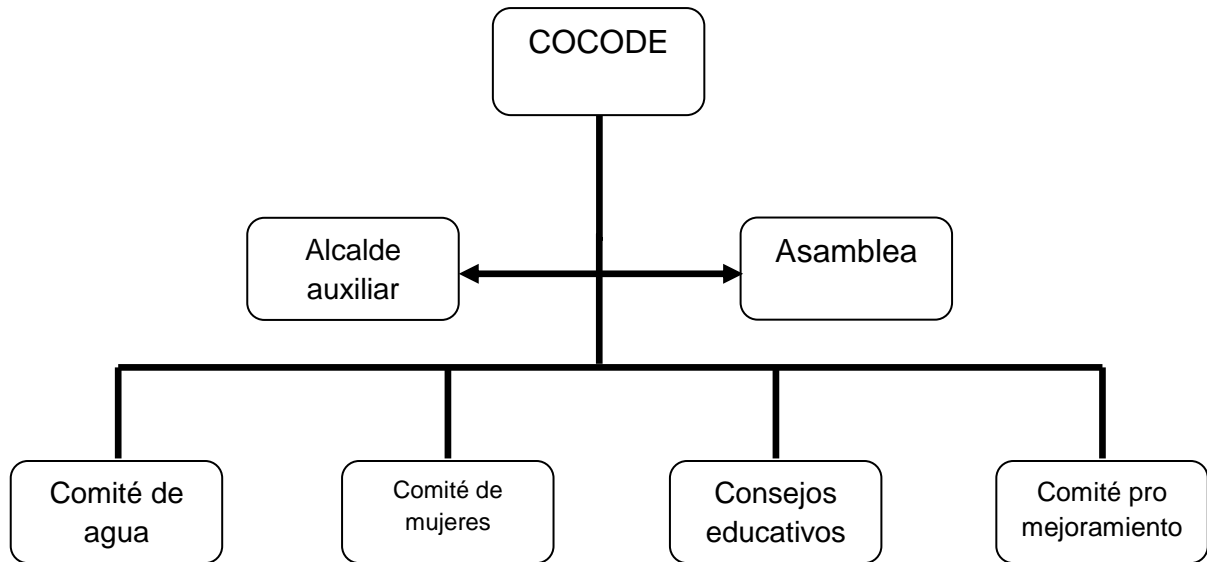 COCODE
Alcalde
auxiliar
Asamblea
Comité de
agua
Comité de
mujeres
Consejos
educativos
Comité pro
mejoramiento